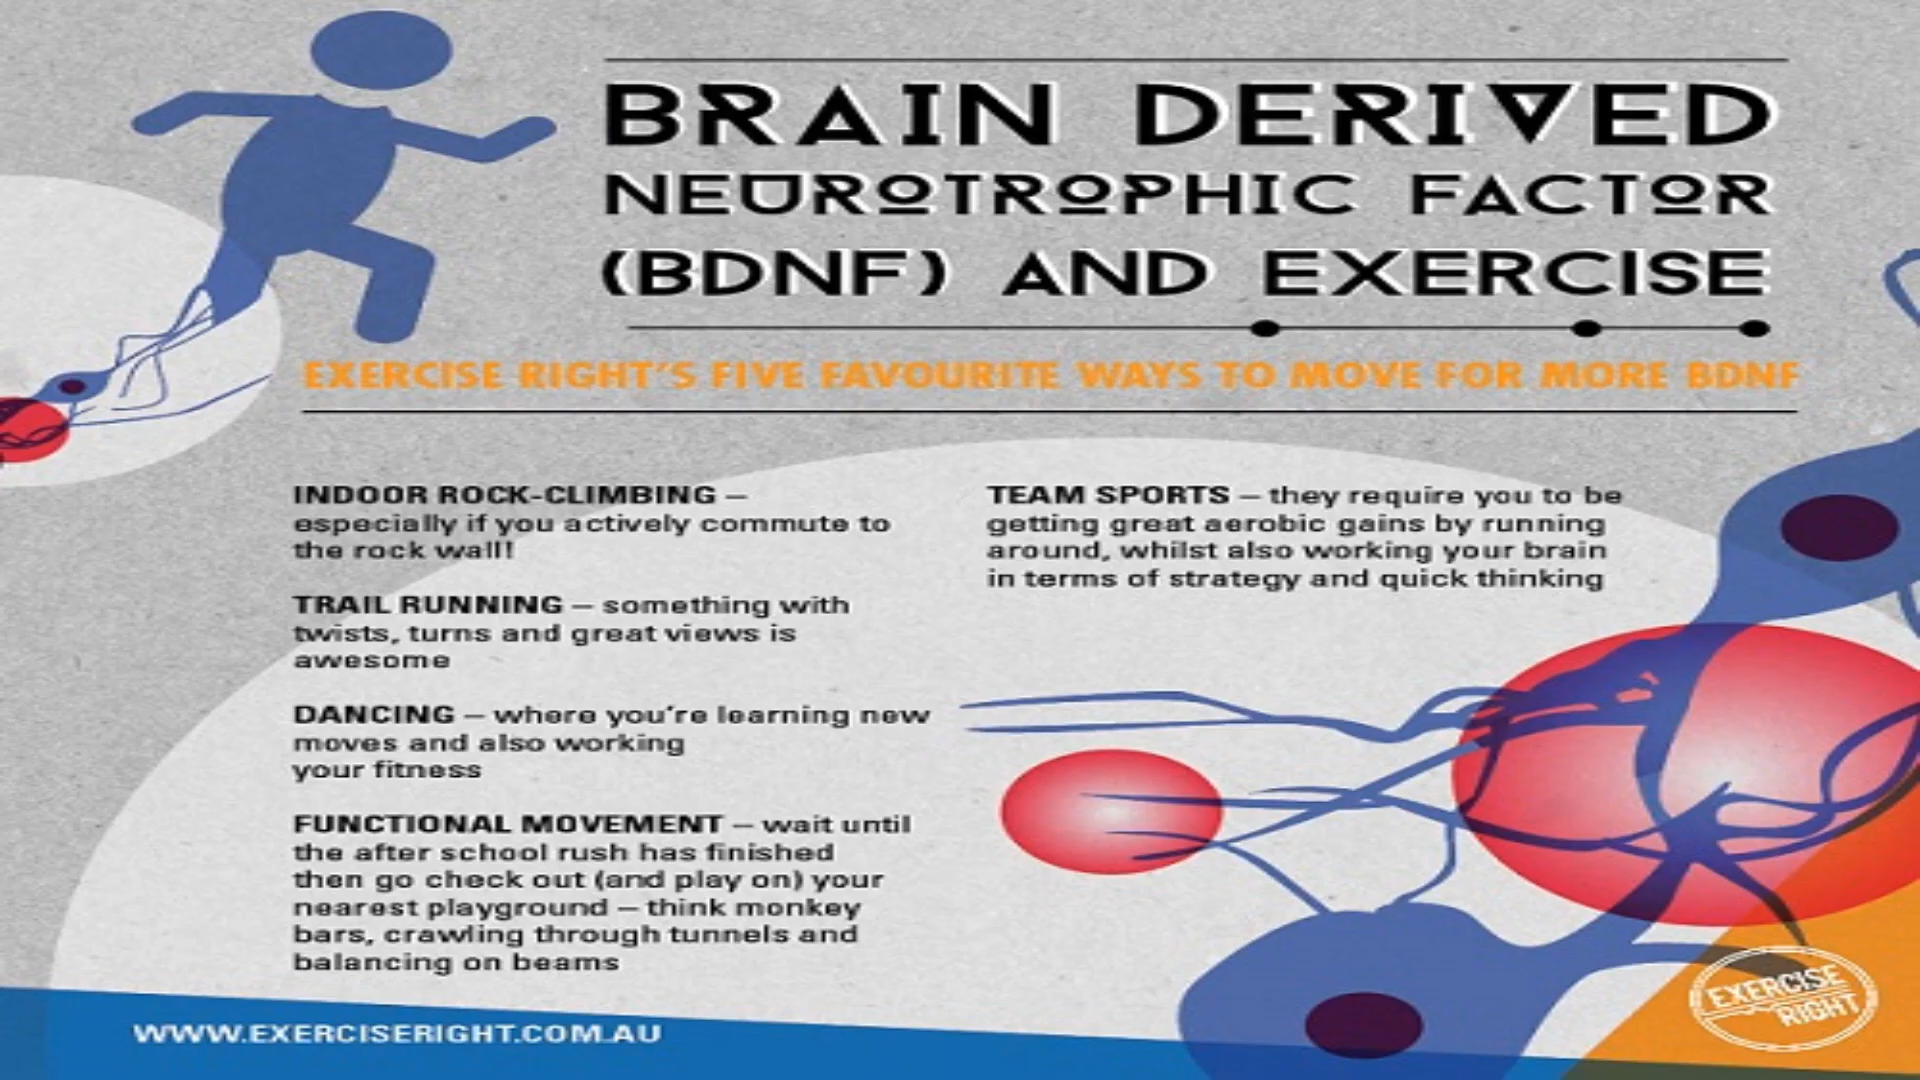 BRAIN DERIVED
NEUROTROPHIC FACTOR
(BDNF) AND EXERCISE
EXERCISE RIGHT'S FIVE FAVOURITE WAYS TO MOVE FOR MORE BDNF
INDOOR ROCK-CLIMBING –
especially if you actively commute to
the rock wall!
TRAIL RUNNING – something with
twists, turns and great views is
awesome
DANCING – where you're learning new
moves and also working
your fitness
FUNCTIONAL MOVEMENT – wait until
the after school rush has finished
then go check out (and play on) your
nearest playground – think monkey
bars, crawling through tunnels and
balancing on beams
TEAM SPORTS – they require you to be
getting great aerobic gains by running
around, whilst also working your brain
in terms of strategy and quick thinking
WWW.EXERCISERIGHT.COM.AU
EXERCISE
RIGHT